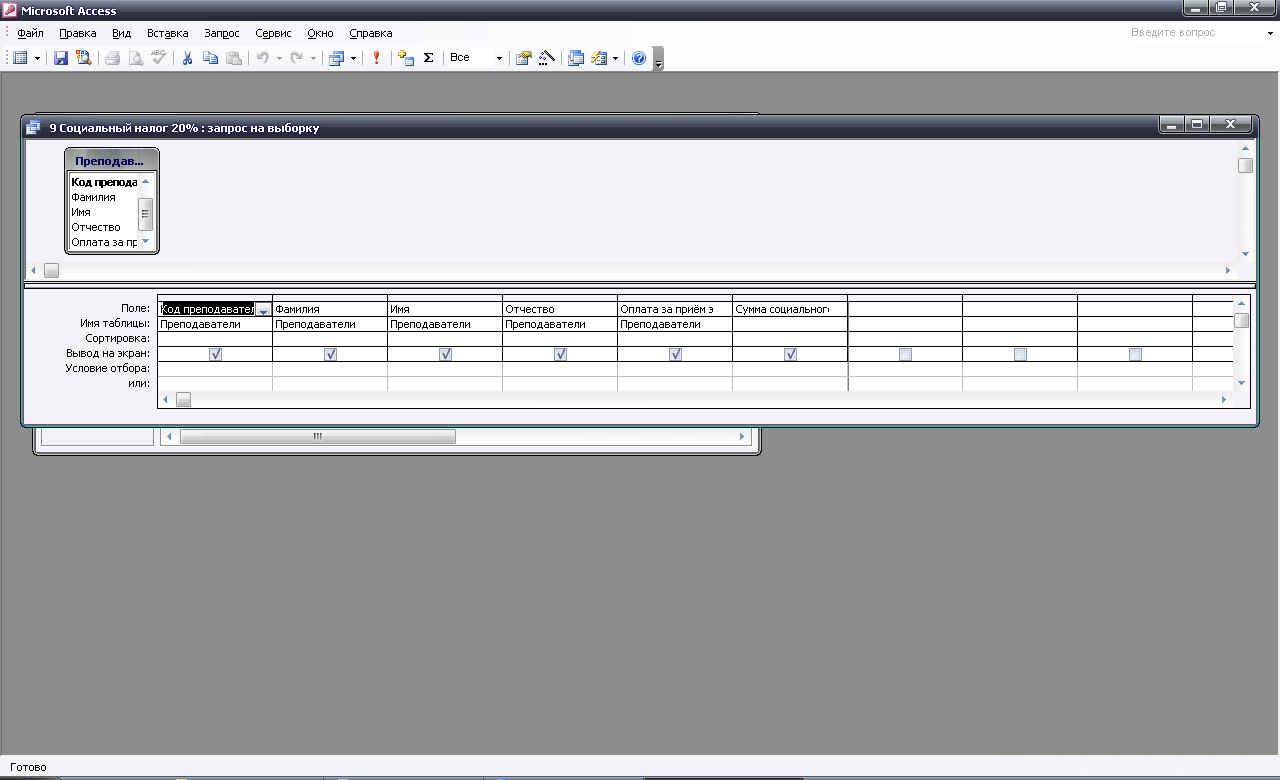 Microsoft Access
Файл Правка Вид Вставка Запрос Сервис Окно Справка Введите вопрос
ABC Σ Все
9 Социальный налог 20% : запрос на выборку
Преподав...
Код препода
Фамилия
Имя
Отчество
Оплата за пр
Поле: Код преподавател Фамилия Имя Отчество Оплата за приём э Сумма социального
Имя таблицы: Преподаватели Преподаватели Преподаватели Преподаватели Преподаватели
Сортировка:
Вывод на экран:
Условие отбора:
или:
Готово